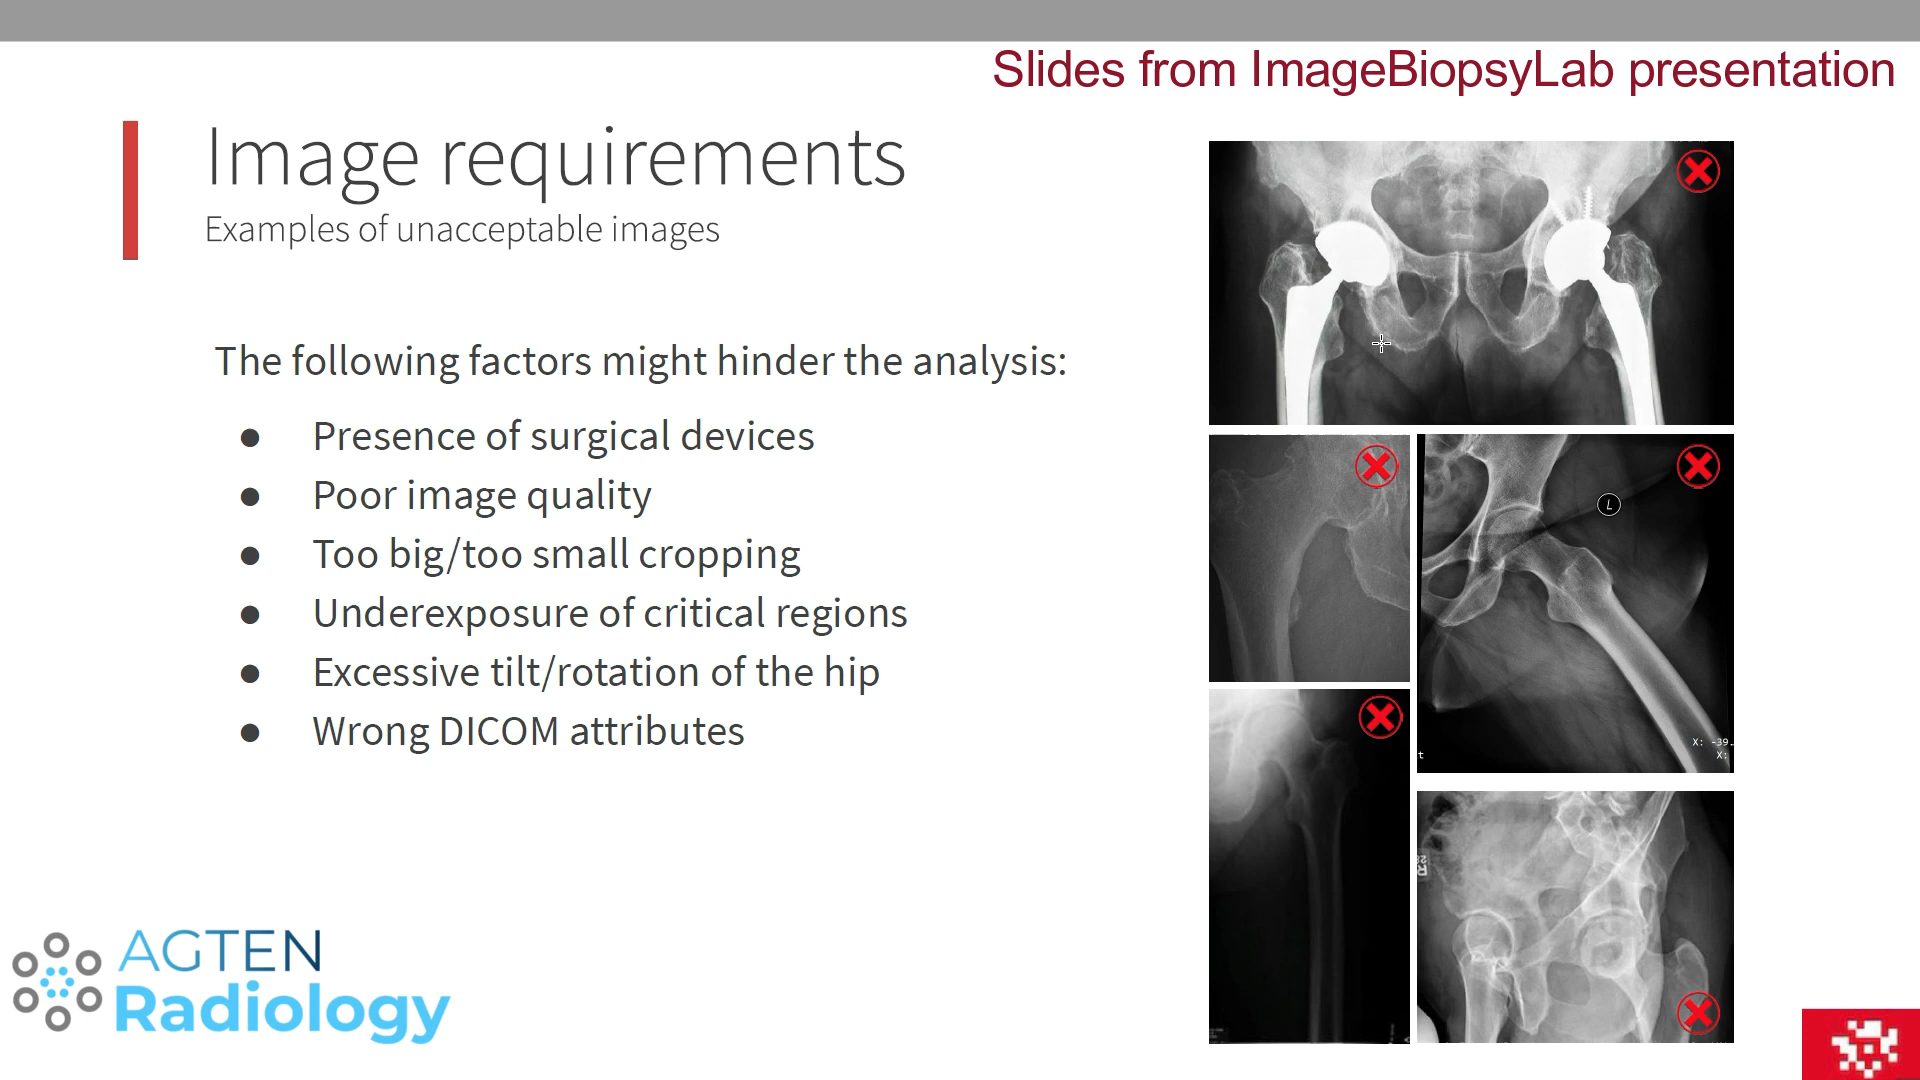 Slides from ImageBiopsyLab presentation
Image requirements
Examples of unacceptable images
The following factors might hinder the analysis:
● Presence of surgical devices
● Poor image quality
● Too big/too small cropping
● Underexposure of critical regions
● Excessive tilt/rotation of the hip
● Wrong DICOM attributes
L
X: -39.
X:
t
R
AGTEN
Radiology